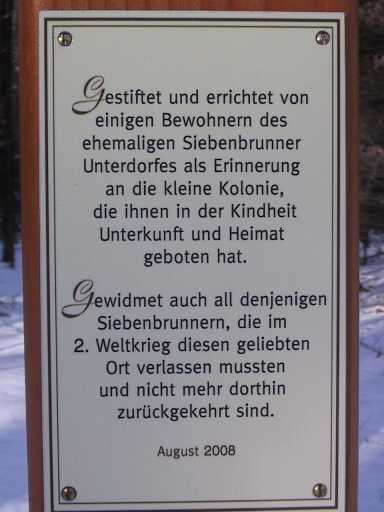 Gestiftet und errichtet von
einigen Bewohnern des
ehemaligen Siebenbrunner
Unterdorfes als Erinnerung
an die kleine Kolonie,
die ihnen in der Kindheit
Unterkunft und Heimat
geboten hat.
Gewidmet auch all denjenigen
Siebenbrunnern, die im
2. Weltkrieg diesen geliebten
Ort verlassen mussten
und nicht mehr dorthin
zurückgekehrt sind.
August 2008